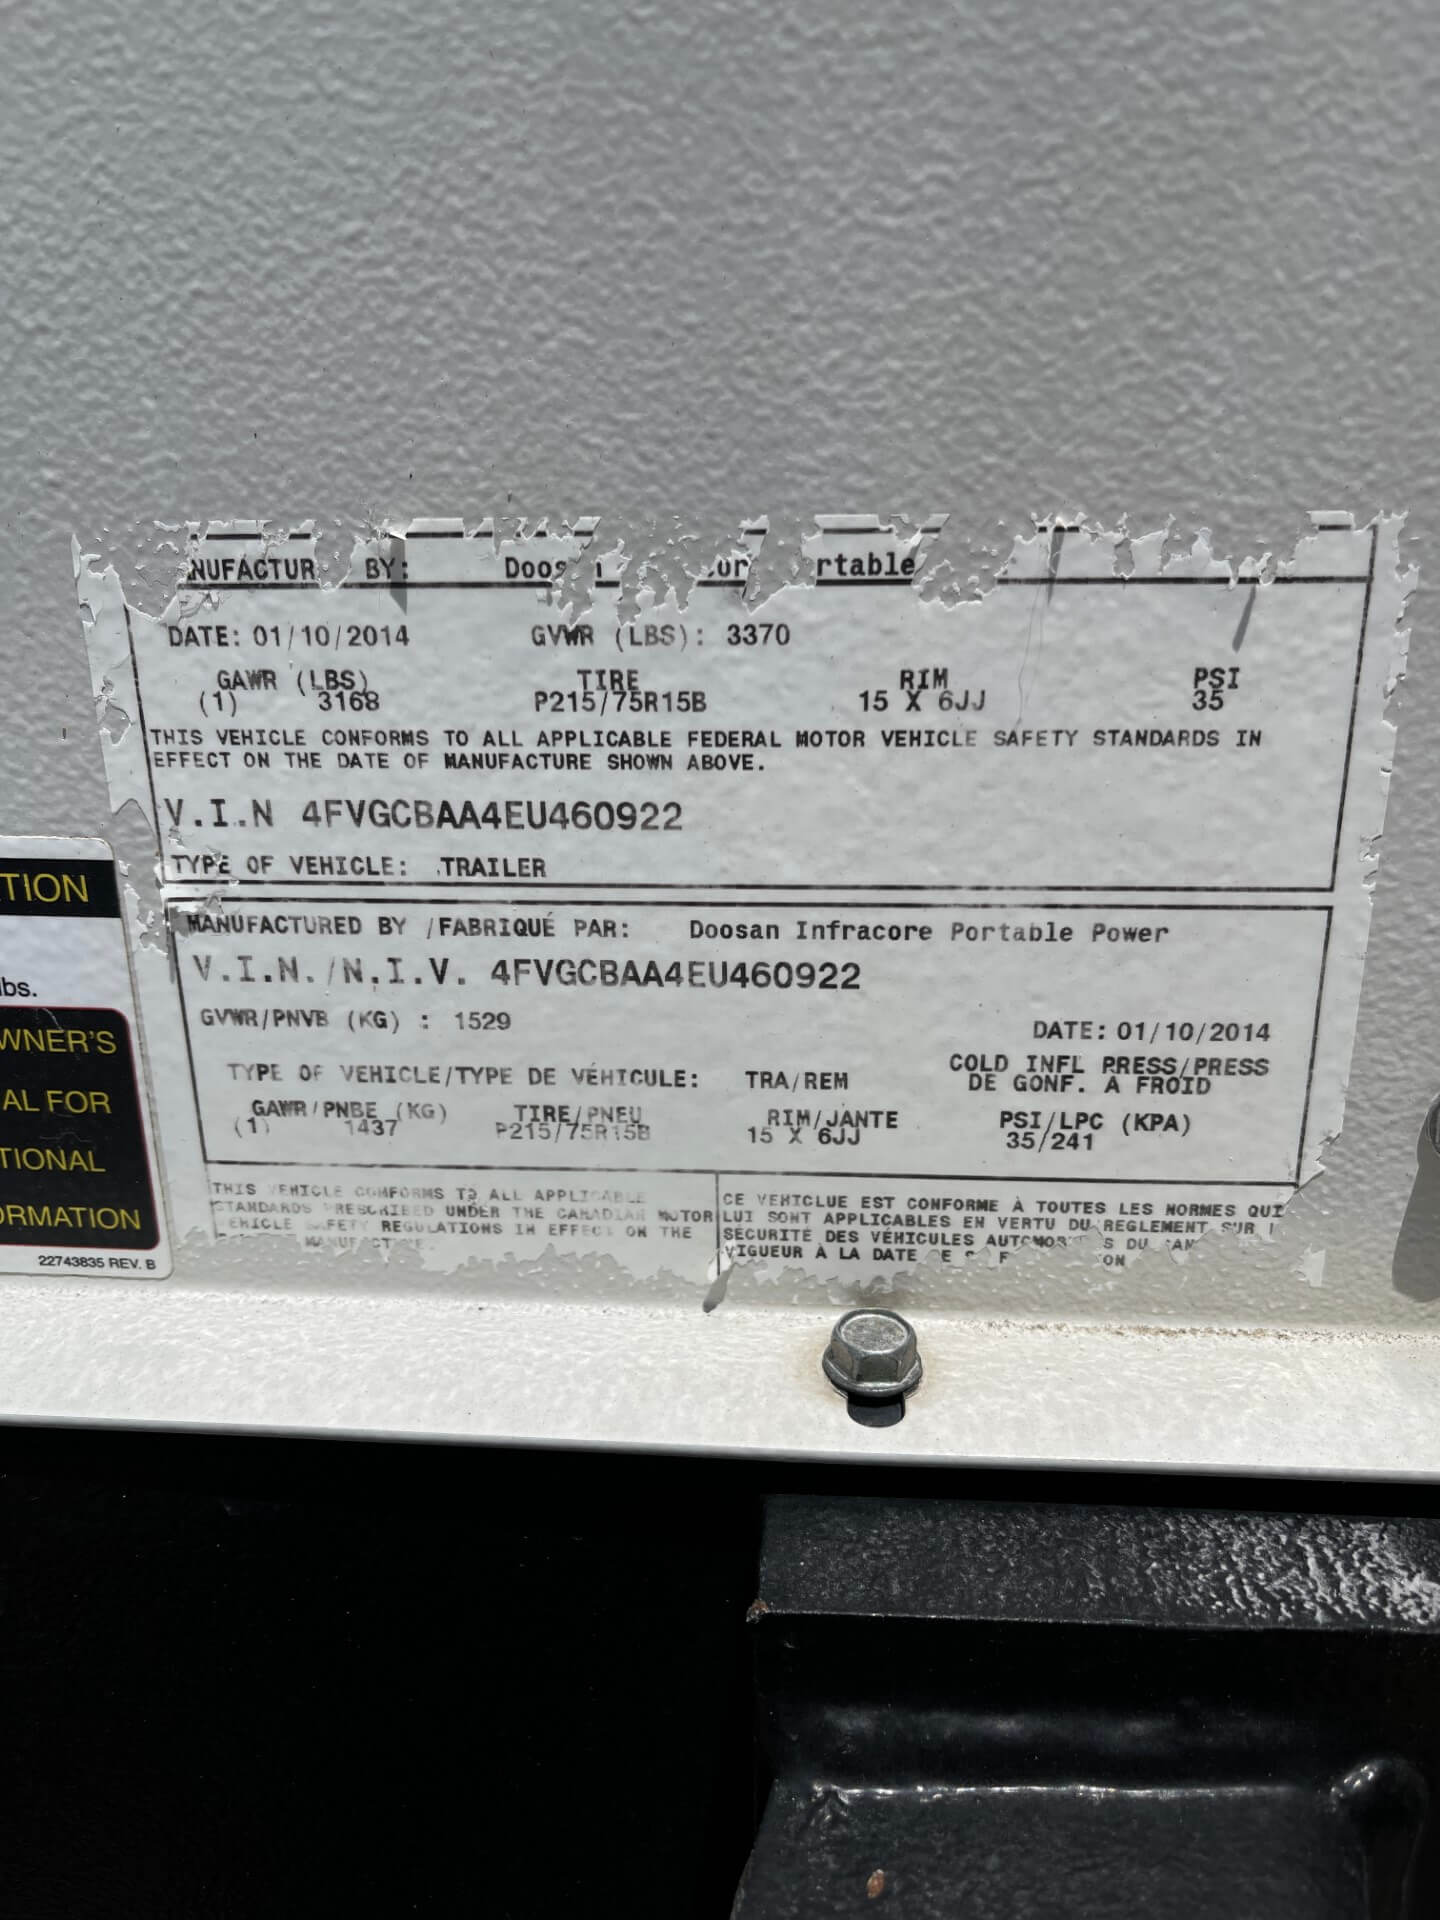 NUFACTUR BY: Doosan rtable
DATE: 01/10/2014 GVWR (LBS): 3370
GAWR (LBS) TIRE RIM PSI
(1) 3168 P215/75R15B 15 X 6JJ 35
THIS VEHICLE CONFORMS TO ALL APPLICABLE FEDERAL MOTOR VEHICLE SAFETY STANDARDS IN
EFFECT ON THE DATE OF MANUFACTURE SHOWN ABOVE.
V.I.N 4FVGCBAA4EU460922
TYPE OF VEHICLE: TRAILER
MANUFACTURED BY /FABRIQUÉ PAR: Doosan Infracore Portable Power
V.I.N./N.I.V. 4FVGCBAA4EU460922
GVWR/PNVB (KG) : 1529
DATE: 01/10/2014
TYPE OF VEHICLE/TYPE DE VÉHICULE: TRA/REM
COLD INFL PRESS/PRESS
DE GONF. A FROID
GAWR/PNBE (KG) TIRE/PNEU RIM/JANTE PSI/LPC (KPA)
(1) 1437 P215/75R15B 15 X 6JJ 35/241
THIS VEHICLE CONFORMS TO ALL APPLICABLE
STANDARDS PRESCRIBED UNDER THE CANADIAN MOTOR
VEHICLE SAFETY REGULATIONS IN EFFECT ON THE
CE VEHICLUE EST CONFORME À TOUTES LES NORMES QUI
LUI SONT APPLICABLES EN VERTU DU REGLEMENT SUR
SÉCURITÉ DES VÉHICULES DU
VIGUEUR À LA DATE
TION
lbs.
WNER'S
AL FOR
TIONAL
ORMATION
22743835 REV. B